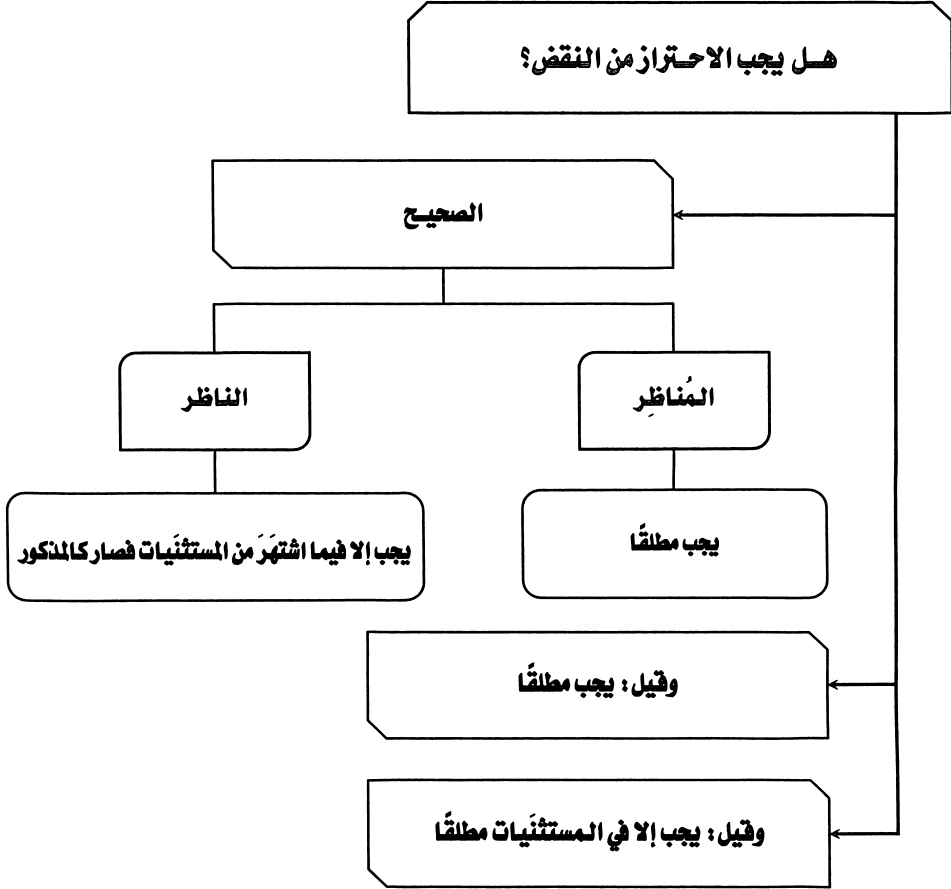 هل يجب الاحتراز من النقض؟
الصحيح
المُناظِر
الناظر
يجب مطلقًا
يجب إلا فيما اشتهَرَ من المستثنَيات فصار كالمذكور
وقيل: يجب مطلقًا
وقيل: يجب إلا في المستثنَيات مطلقًا